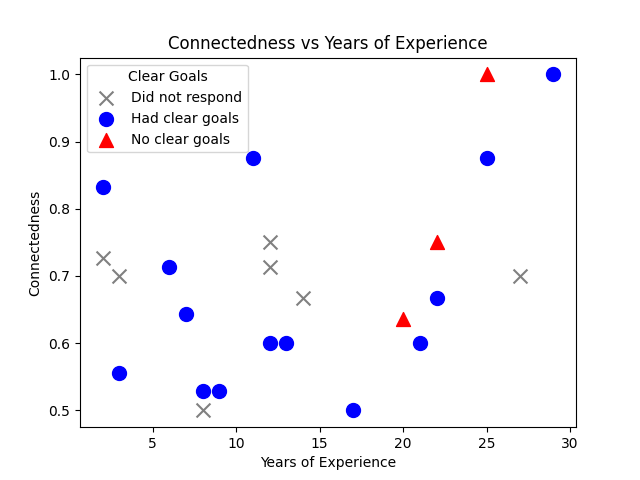 Connectedness vs Years of Experience
Clear Goals
Did not respond
Had clear goals
No clear goals
Connectedness
1.0
0.9
0.8
0.7
0.6
0.5
5
10
15
20
25
30
Years of Experience